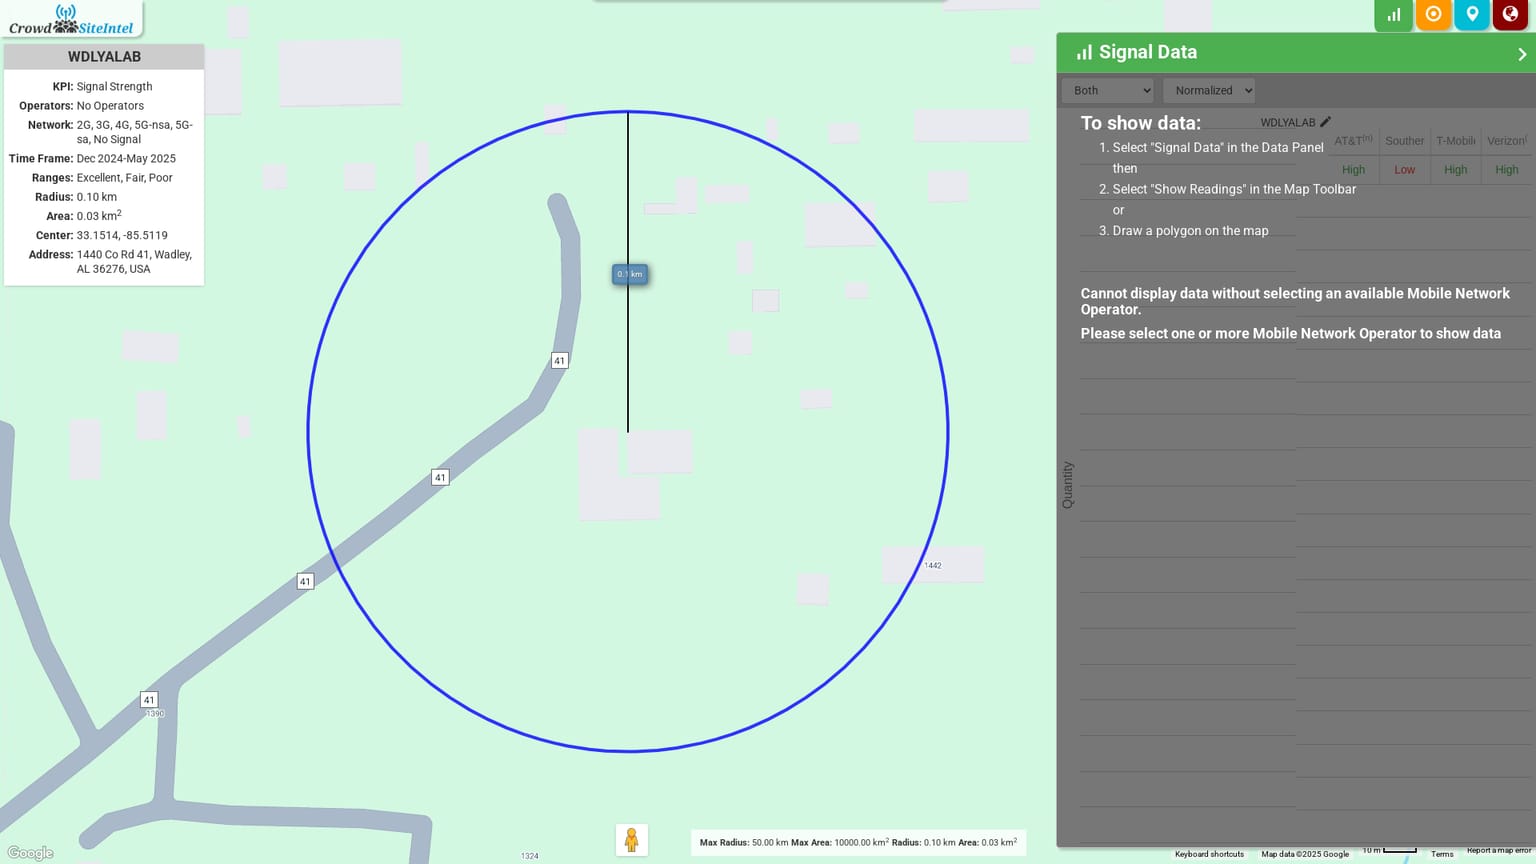 CrowdSiteIntel
WDLYALAB
KPI: Signal Strength
Operators: No Operators
Network: 2G, 3G, 4G, 5G-nsa, 5G-
sa, No Signal
Time Frame: Dec 2024-May 2025
Ranges: Excellent, Fair, Poor
Radius: 0.10 km
Area: 0.03 km2
Center: 33.1514, -85.5119
Address: 1440 Co Rd 41, Wadley,
AL 36276, USA
0.1 km
41
41
41
41
1390
1442
1324
Google
Max Radius: 50.00 km Max Area: 10000.00 km2 Radius: 0.10 km Area: 0.03 km2
Signal Data
Both
Normalized
To show data:
WDLYALAB
AT&T(n) Souther T-Mobil Verizon
High Low High High
1. Select "Signal Data" in the Data Panel
then
2. Select "Show Readings" in the Map Toolbar
or
3. Draw a polygon on the map
Cannot display data without selecting an available Mobile Network
Operator.
Please select one or more Mobile Network Operator to show data
Quantity
Keyboard shortcuts Map data ©2025 Google 10 m Terms Report a map error